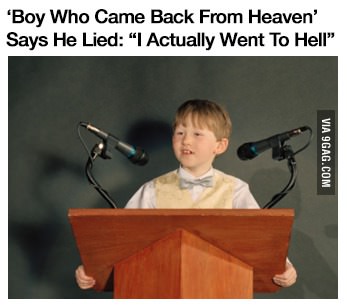 ‘Boy Who Came Back From Heaven’
Says He Lied: “I Actually Went To Hell”
VIA 9GAG.COM